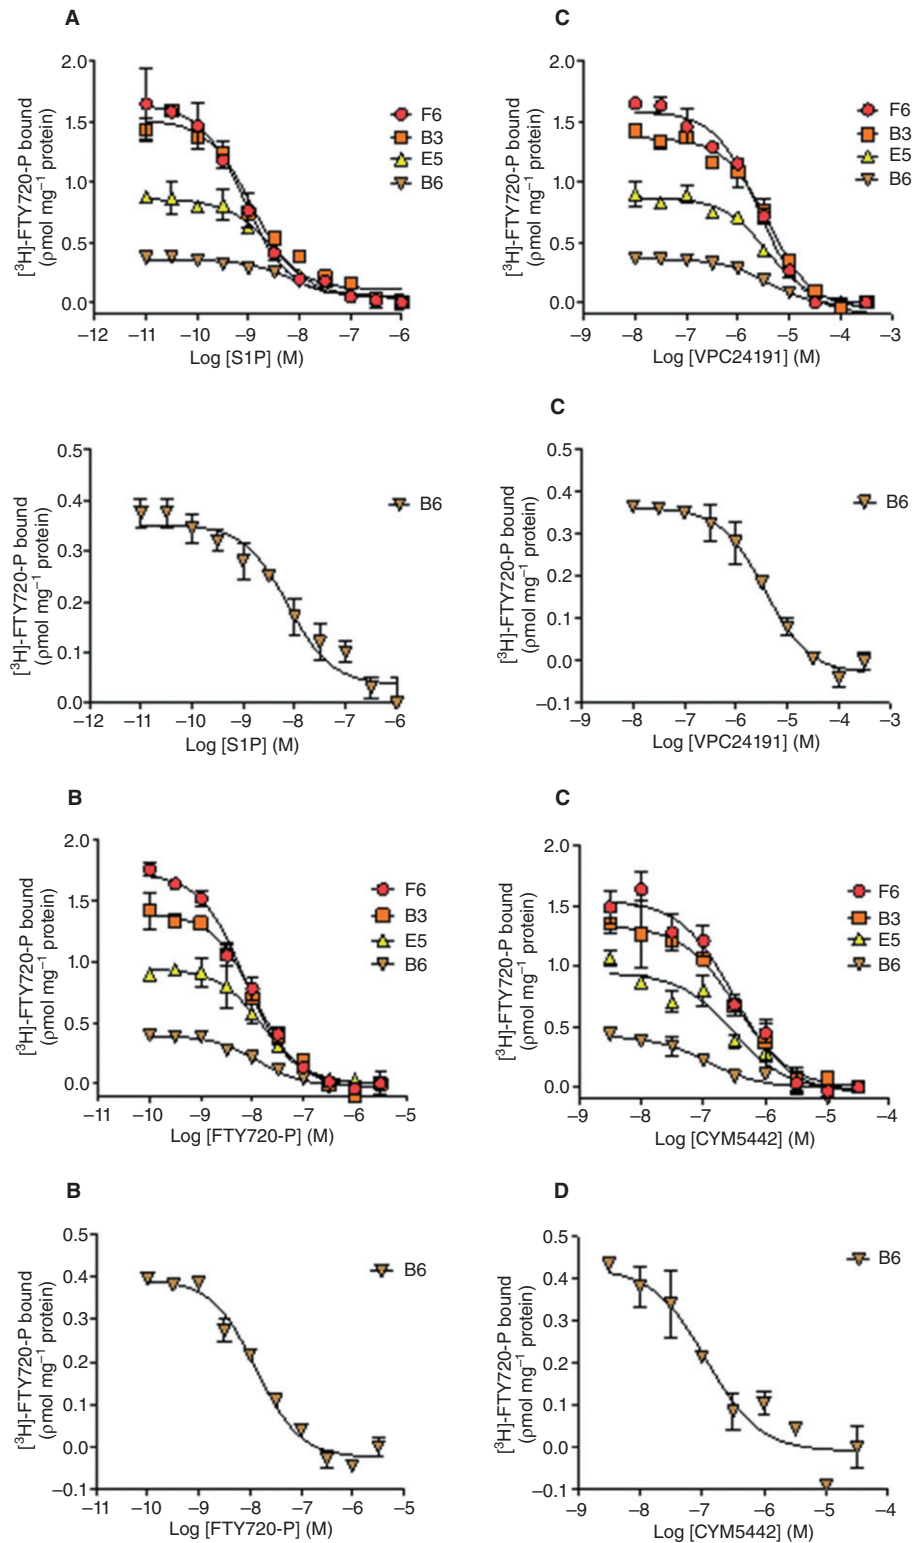 A
[³H]-FTY720-P bound
(ρmol mg⁻¹ protein)
2.0
1.5
1.0
0.5
0.0
−12 −11 −10 −9 −8 −7 −6
Log [S1P] (M)
F6
B3
E5
B6
C
[³H]-FTY720-P bound
(ρmol mg⁻¹ protein)
2.0
1.5
1.0
0.5
0.0
−9 −8 −7 −6 −5 −4 −3
Log [VPC24191] (M)
F6
B3
E5
B6
[³H]-FTY720-P bound
(ρmol mg⁻¹ protein)
0.5
0.4
0.3
0.2
0.1
0.0
−12 −11 −10 −9 −8 −7 −6
Log [S1P] (M)
B6
C
[³H]-FTY720-P bound
(ρmol mg⁻¹ protein)
0.5
0.4
0.3
0.2
0.1
0.0
−0.1
−9 −8 −7 −6 −5 −4 −3
Log [VPC24191] (M)
B6
B
[³H]-FTY720-P bound
(ρmol mg⁻¹ protein)
2.0
1.5
1.0
0.5
0.0
−11 −10 −9 −8 −7 −6 −5
Log [FTY720-P] (M)
F6
B3
E5
B6
C
[³H]-FTY720-P bound
(ρmol mg⁻¹ protein)
2.0
1.5
1.0
0.5
0.0
−9 −8 −7 −6 −5 −4
Log [CYM5442] (M)
F6
B3
E5
B6
B
[³H]-FTY720-P bound
(ρmol mg⁻¹ protein)
0.5
0.4
0.3
0.2
0.1
0.0
−0.1
−11 −10 −9 −8 −7 −6 −5
Log [FTY720-P] (M)
B6
D
[³H]-FTY720-P bound
(ρmol mg⁻¹ protein)
0.5
0.4
0.3
0.2
0.1
0.0
−0.1
−9 −8 −7 −6 −5 −4
Log [CYM5442] (M)
B6